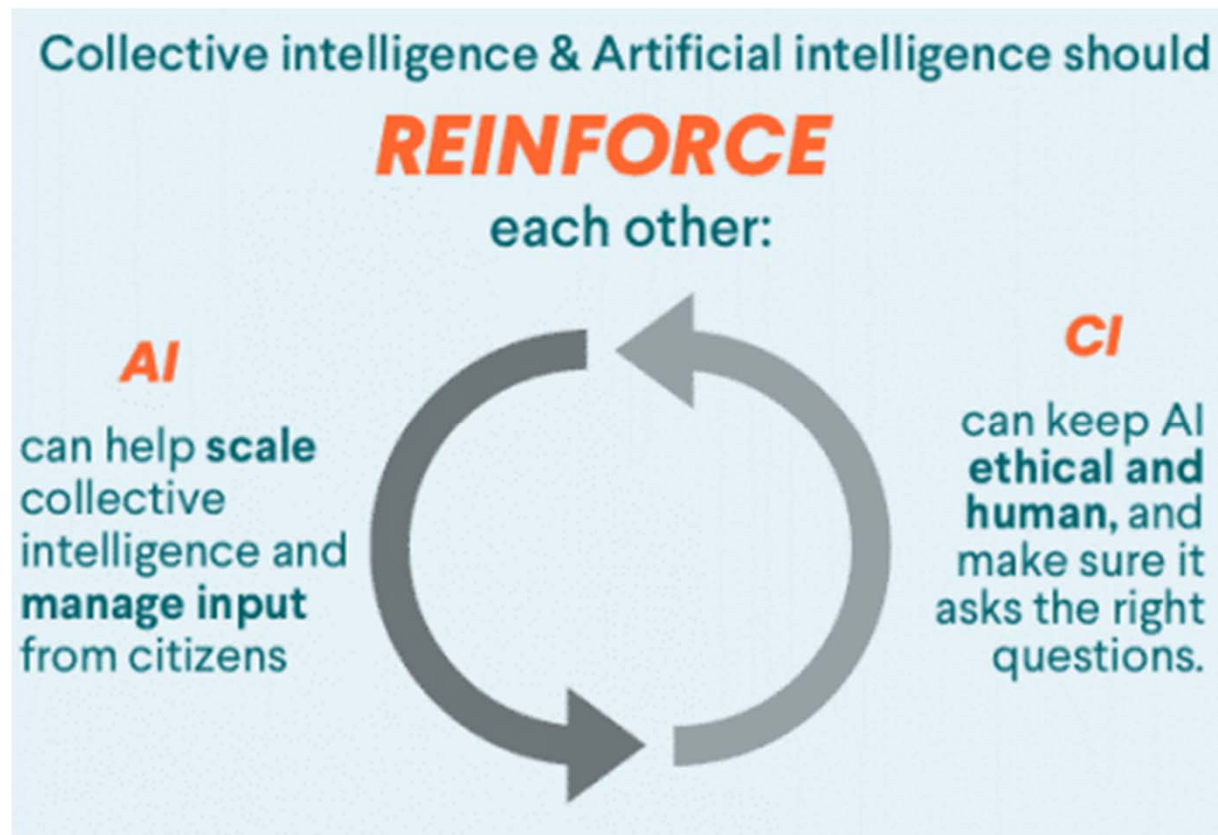 Collective intelligence & Artificial intelligence should
REINFORCE
each other:
AI
can help scale
collective
intelligence and
manage input
from citizens
CI
can keep AI
ethical and
human, and
make sure it
asks the right
questions.